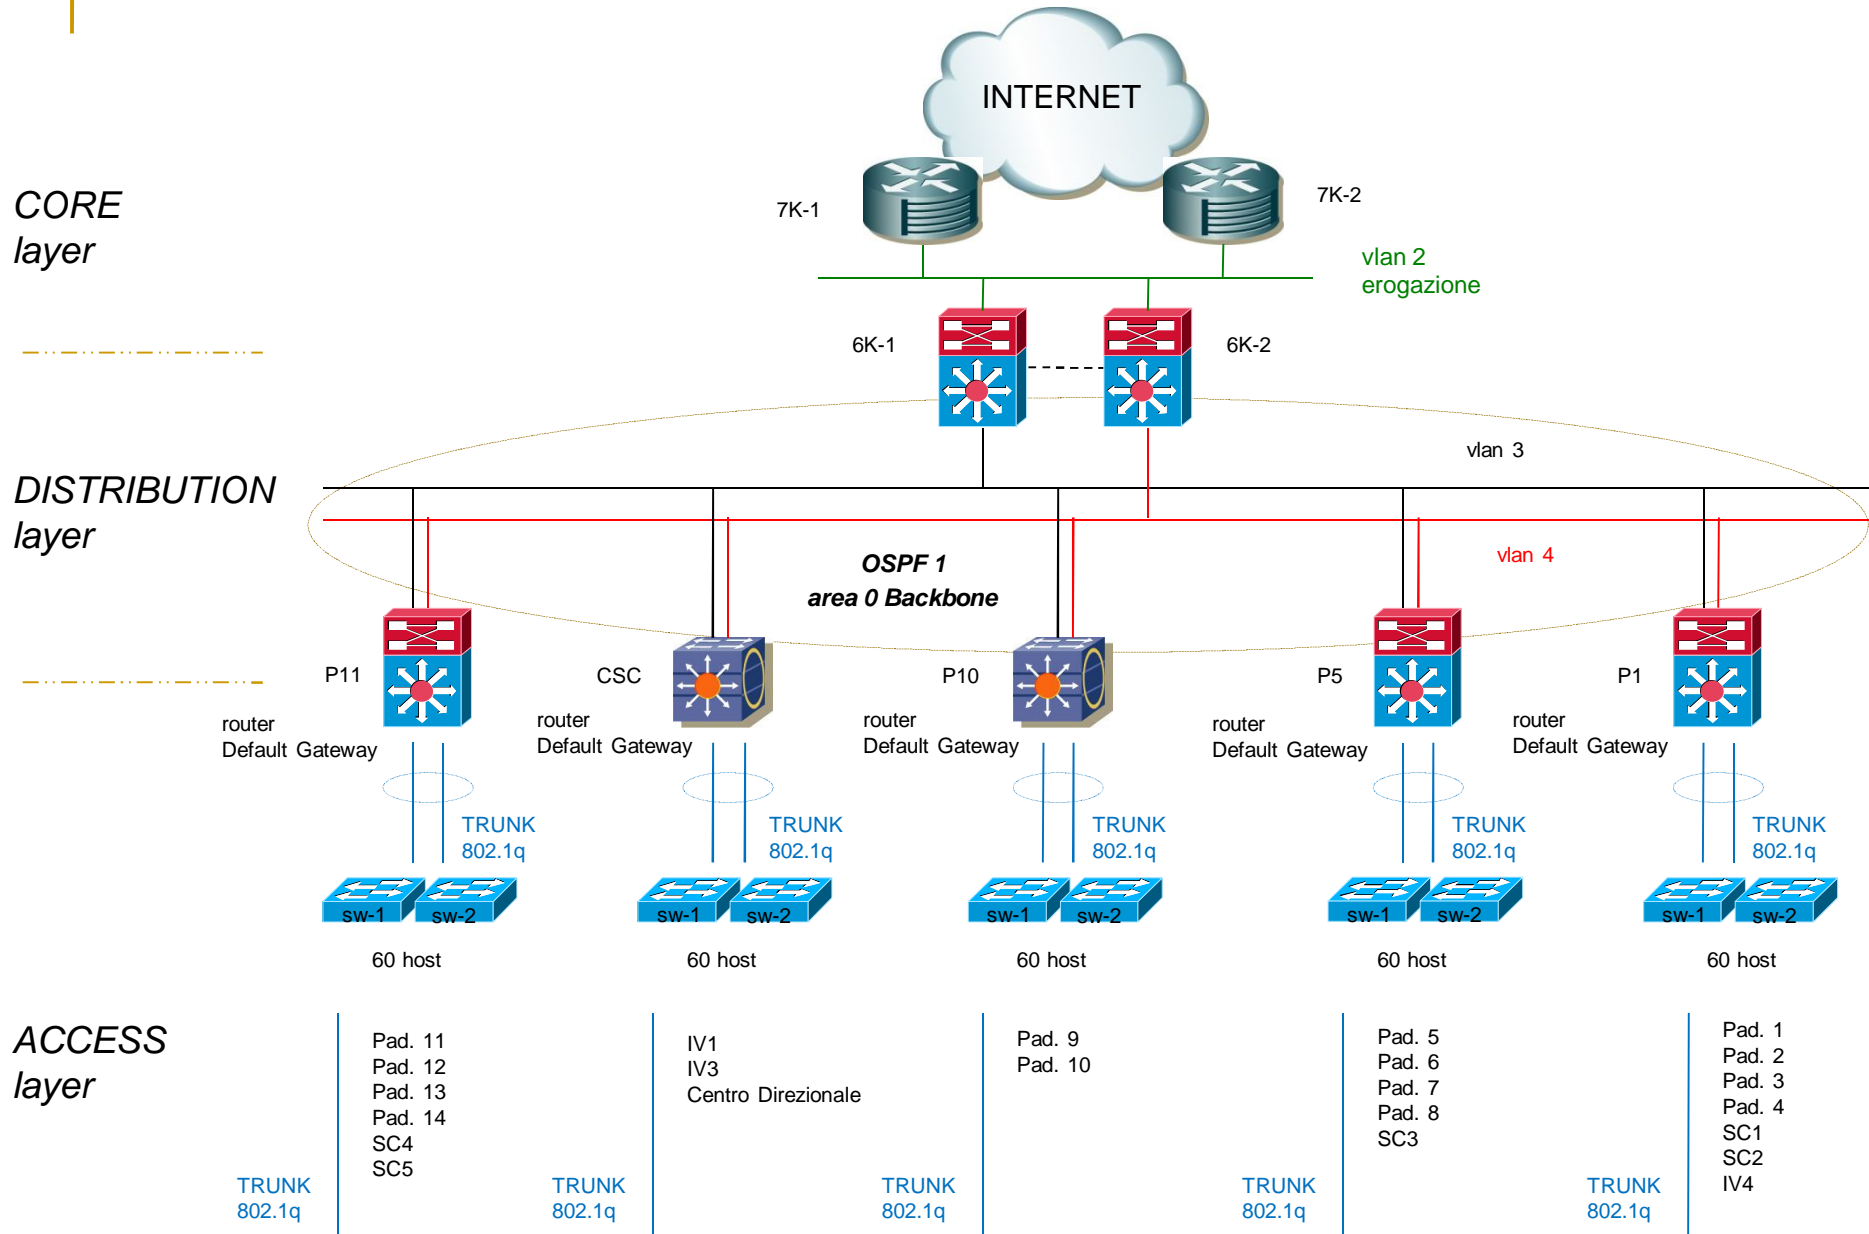 INTERNET
CORE
layer
7K-1
7K-2
vlan 2
erogazione
6K-1
6K-2
vlan 3
DISTRIBUTION
layer
OSPF 1
area 0 Backbone
vlan 4
P11
router
Default Gateway
CSC
router
Default Gateway
P10
router
Default Gateway
P5
router
Default Gateway
P1
router
Default Gateway
TRUNK
802.1q
TRUNK
802.1q
TRUNK
802.1q
TRUNK
802.1q
TRUNK
802.1q
sw-1 sw-2
sw-1 sw-2
sw-1 sw-2
sw-1 sw-2
sw-1 sw-2
60 host
60 host
60 host
60 host
60 host
ACCESS
layer
Pad. 11
Pad. 12
Pad. 13
Pad. 14
SC4
SC5
IV1
IV3
Centro Direzionale
Pad. 9
Pad. 10
Pad. 5
Pad. 6
Pad. 7
Pad. 8
SC3
Pad. 1
Pad. 2
Pad. 3
Pad. 4
SC1
SC2
IV4
TRUNK
802.1q
TRUNK
802.1q
TRUNK
802.1q
TRUNK
802.1q
TRUNK
802.1q